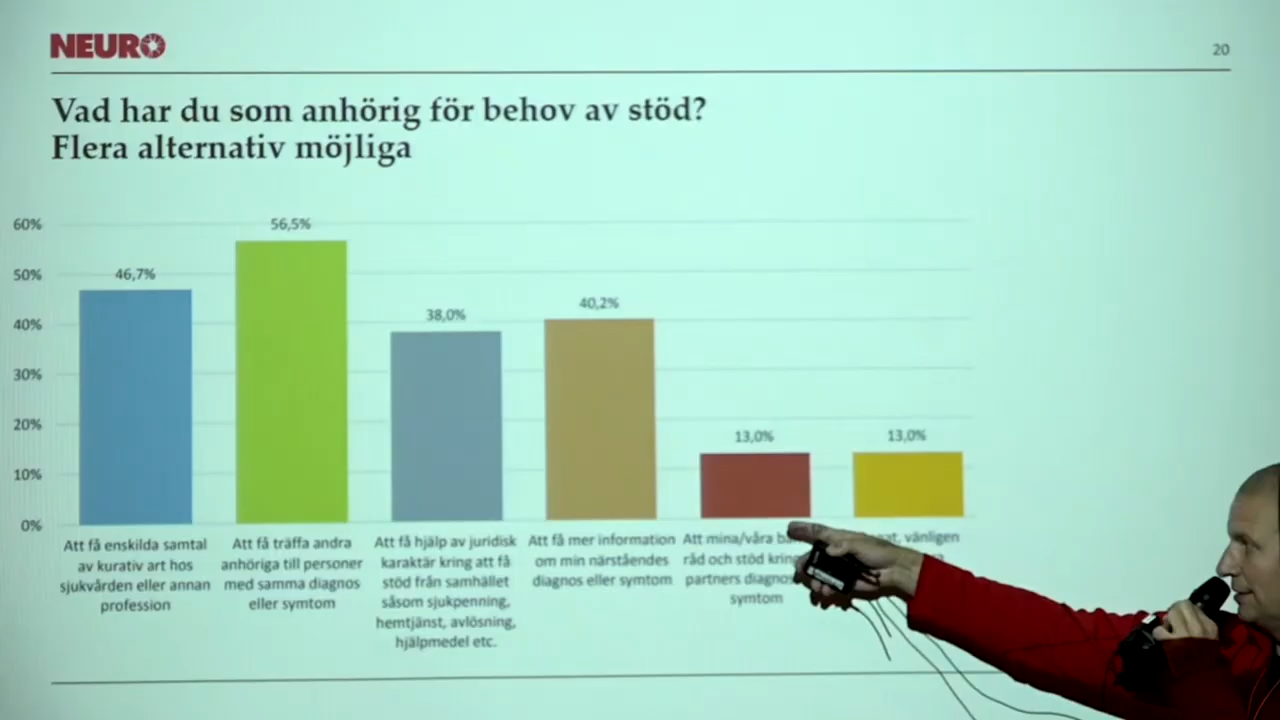 NEURO
20
Vad har du som anhörig för behov av stöd?
Flera alternativ möjliga
60%
50%
40%
30%
20%
10%
0%
46,7%
56,5%
38,0%
40,2%
13,0%
13,0%
Att få enskilda samtal
av kurativ art hos
sjukvården eller annan
profession
Att få träffa andra
anhöriga till personer
med samma diagnos
eller symtom
Att få hjälp av juridisk
karaktär kring att få
stöd från samhället
såsom sjukpenning,
hemtjänst, avlösning,
hjälpmedel etc.
Att få mer information
om min närståendes
diagnos eller symtom
Att mina/våra
råd och stöd kring
partners diagnos
symtom
vänligen